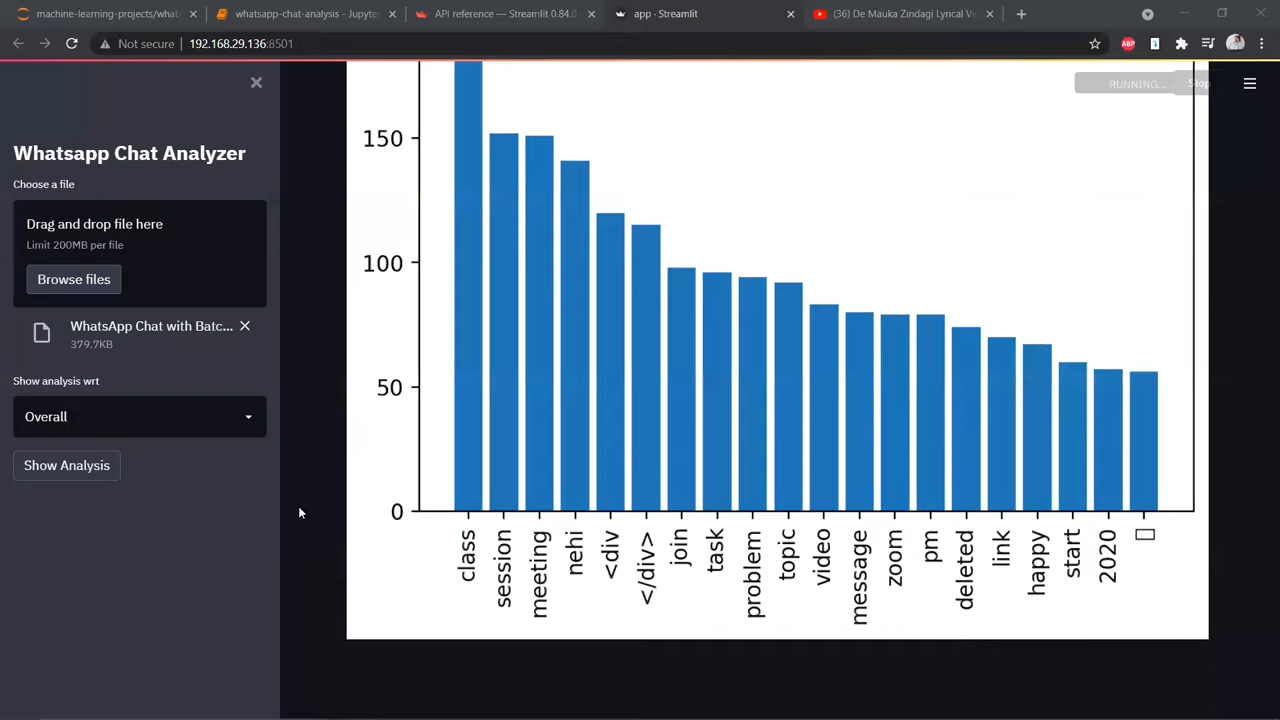 machine-learning-projects/what
whatsapp-chat-analysis - Jupyte
API reference — Streamlit 0.84.0
app · Streamlit
(36) De Mauka Zindagi Lyrical Vi
Not secure
192.168.29.136:8501
ABP
RUNNING...
Stop
Whatsapp Chat Analyzer
Choose a file
Drag and drop file here
Limit 200MB per file
Browse files
WhatsApp Chat with Batc...
379.7KB
Show analysis wrt
Overall
Show Analysis
150
100
50
0
class
session
meeting
nehi
<div
</div>
join
task
problem
topic
video
message
zoom
pm
deleted
link
happy
start
2020